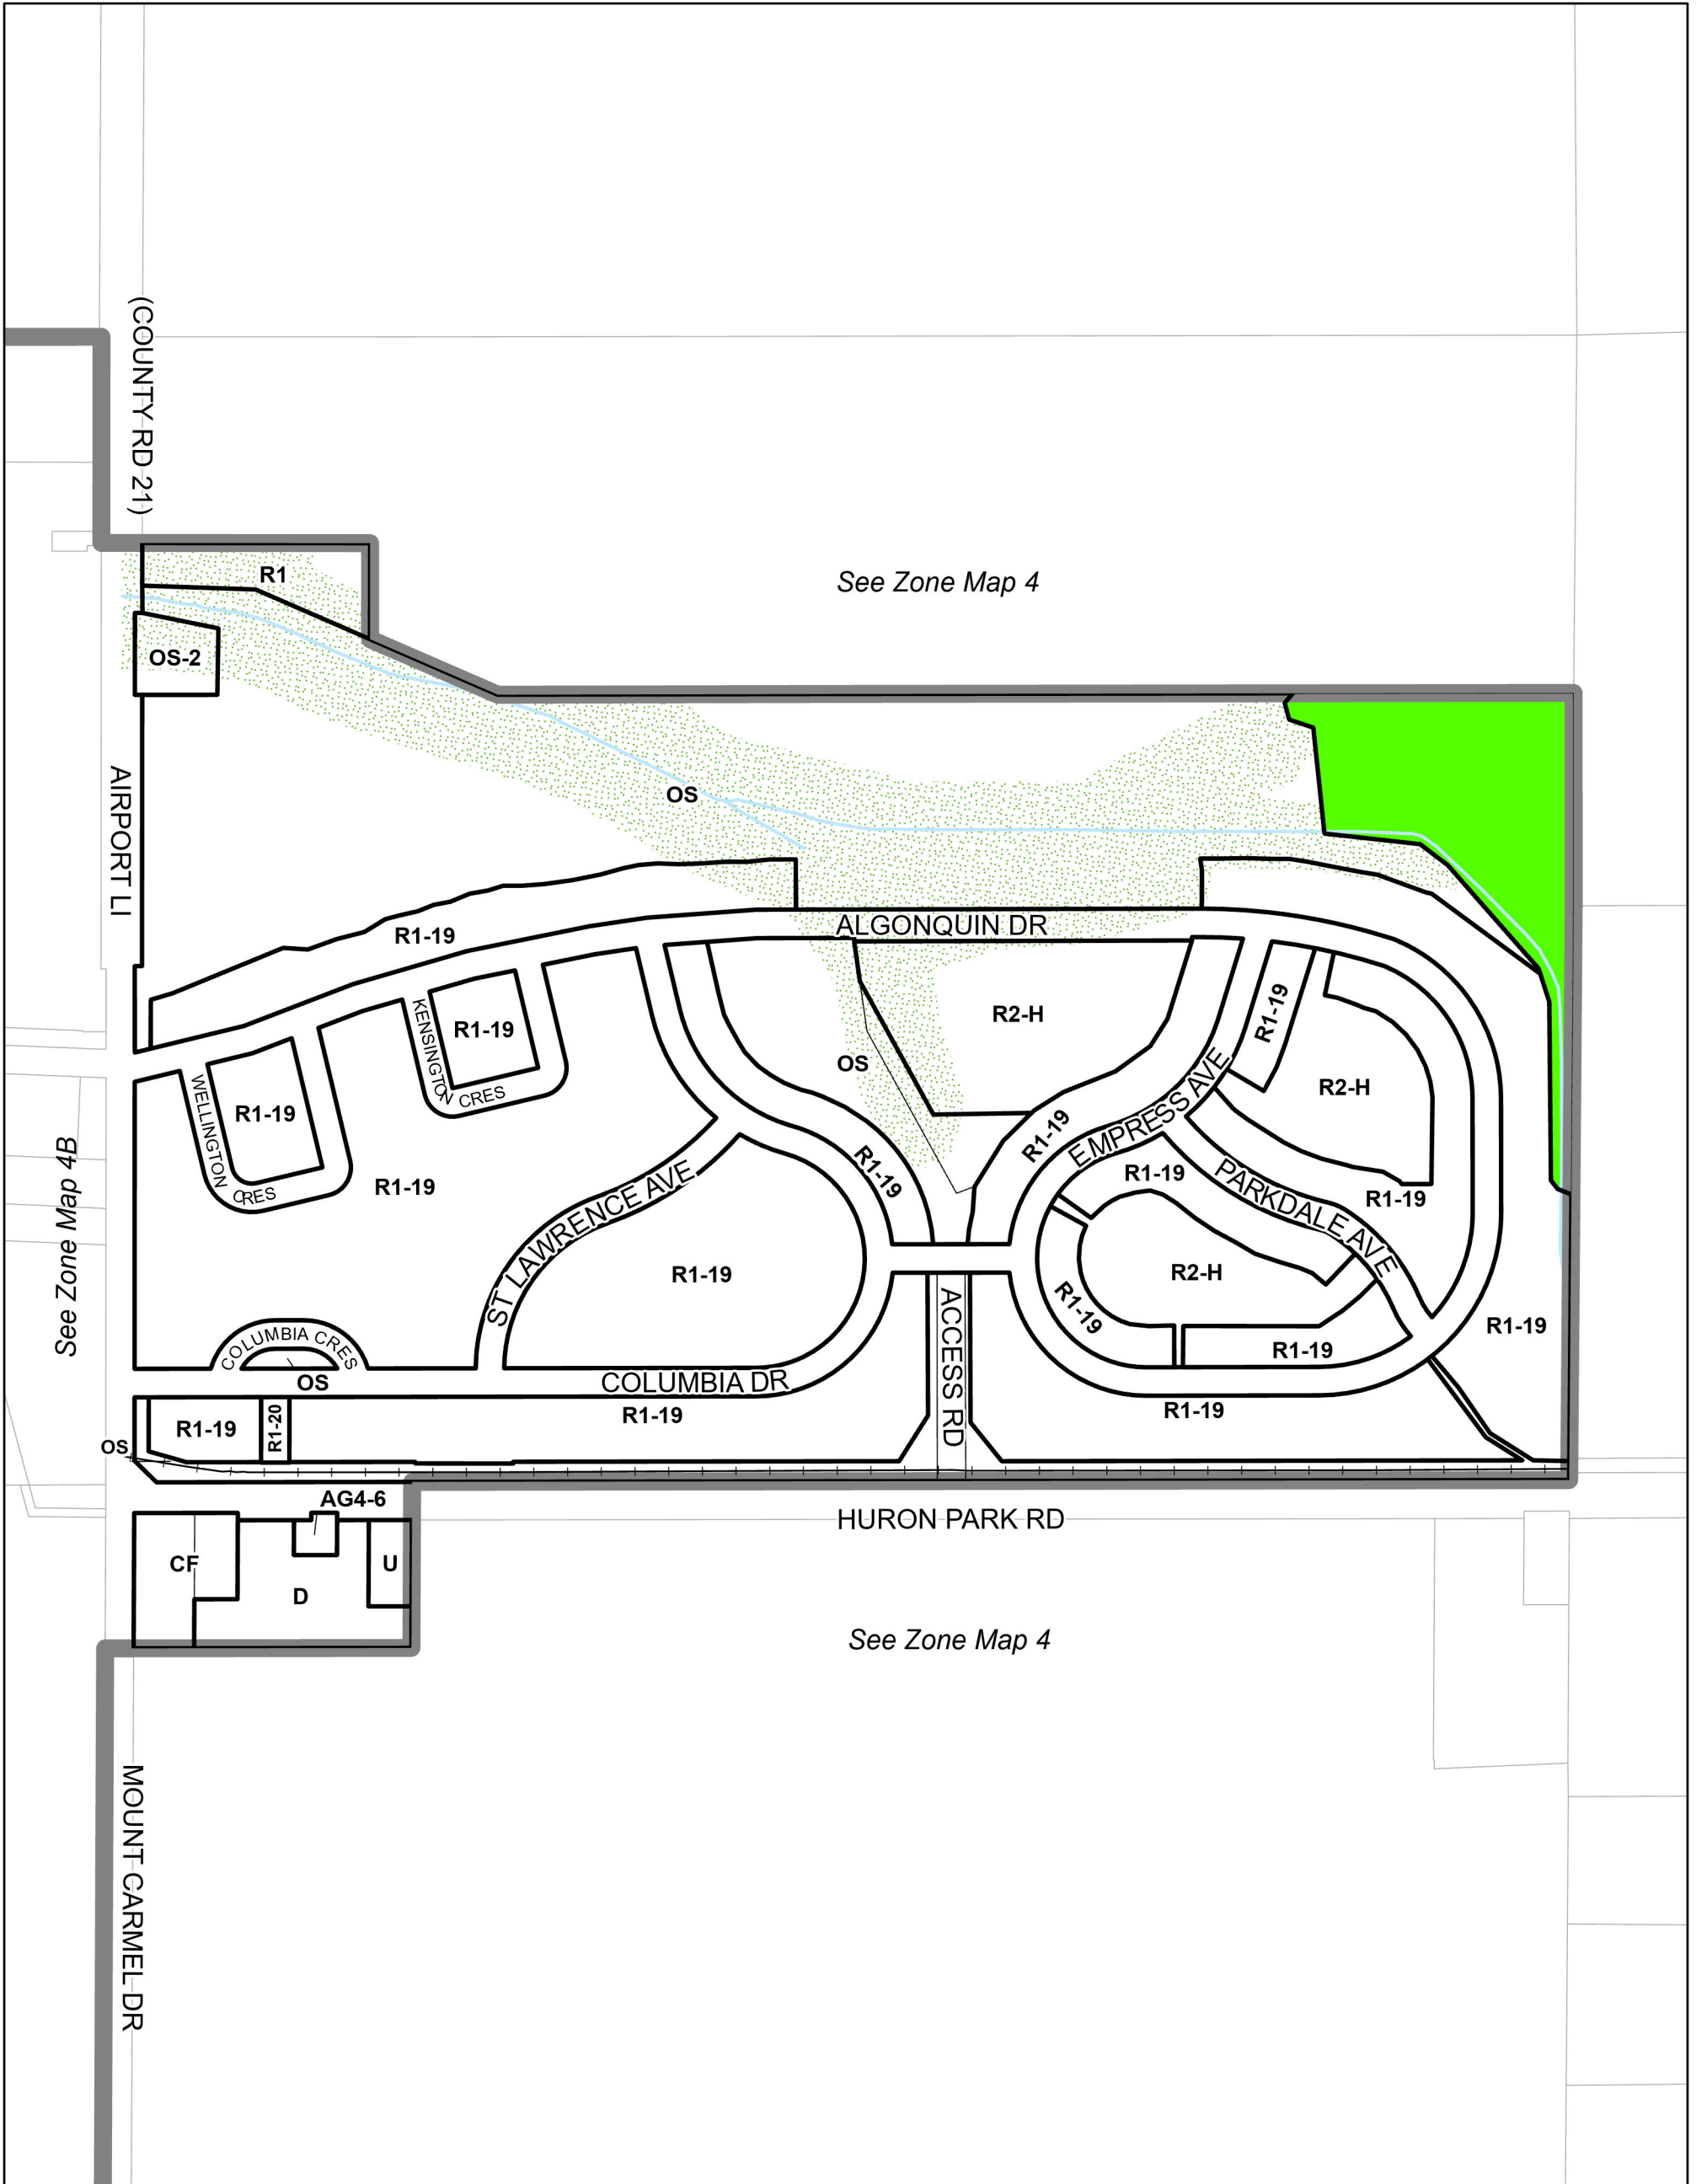 (COUNTY RD 21)
R1
See Zone Map 4
OS-2
AIRPORT LI
OS
R1-19
ALGONQUIN DR
R1-19
KENSINGTON CRES
R1-19
R2-H
OS
R1-19
R2-H
WELLINGTON CRES
R1-19
EMPRESS AVE
R1-19
R1-19
R1-19
R1-19
PARKDALE AVE
R1-19
See Zone Map 4B
ST LAWRENCE AVE
R1-19
R2-H
R1-19
R1-19
R1-19
COLUMBIA CRES
OS
COLUMBIA DR
ACCESS RD
R1-19
R1-20
R1-19
R1-19
OS
AG4-6
HURON PARK RD
CF
U
D
See Zone Map 4
MOUNT CARMEL DR